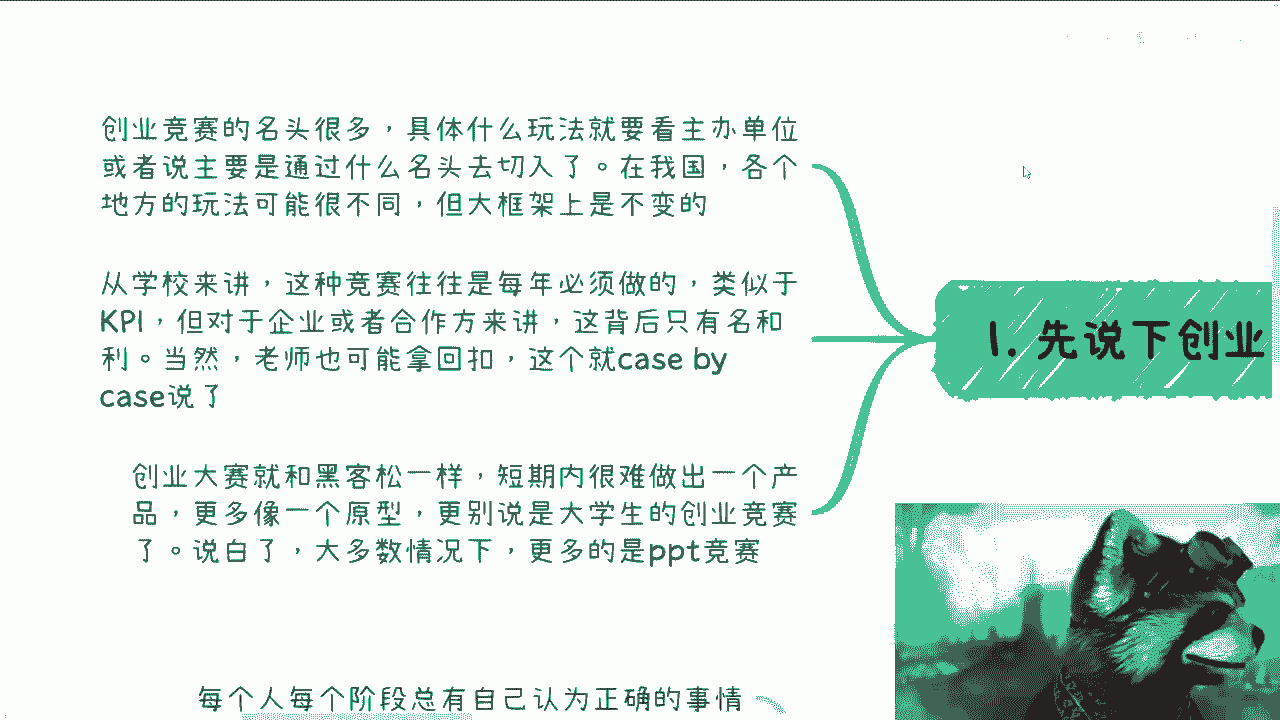 创业竞赛的名头很多，具体什么玩法就要看主办单位
或者说主要是通过什么名头去切入了。在我国，各个
地方的玩法可能很不同，但大框架上是不变的
从学校来讲，这种竞赛往往是每年必须做的，类似于
KPI，但对于企业或者合作方来讲，这背后只有名和
利。当然，老师也可能拿回扣，这个就case by
case说了
1. 先说下创业
创业大赛就和黑客松一样，短期内很难做出一个产
品，更多像一个原型，更别说是大学生的创业竞赛
了。说白了，大多数情况下，更多的是ppt竞赛
每个人每个阶段总有自己认为正确的事情